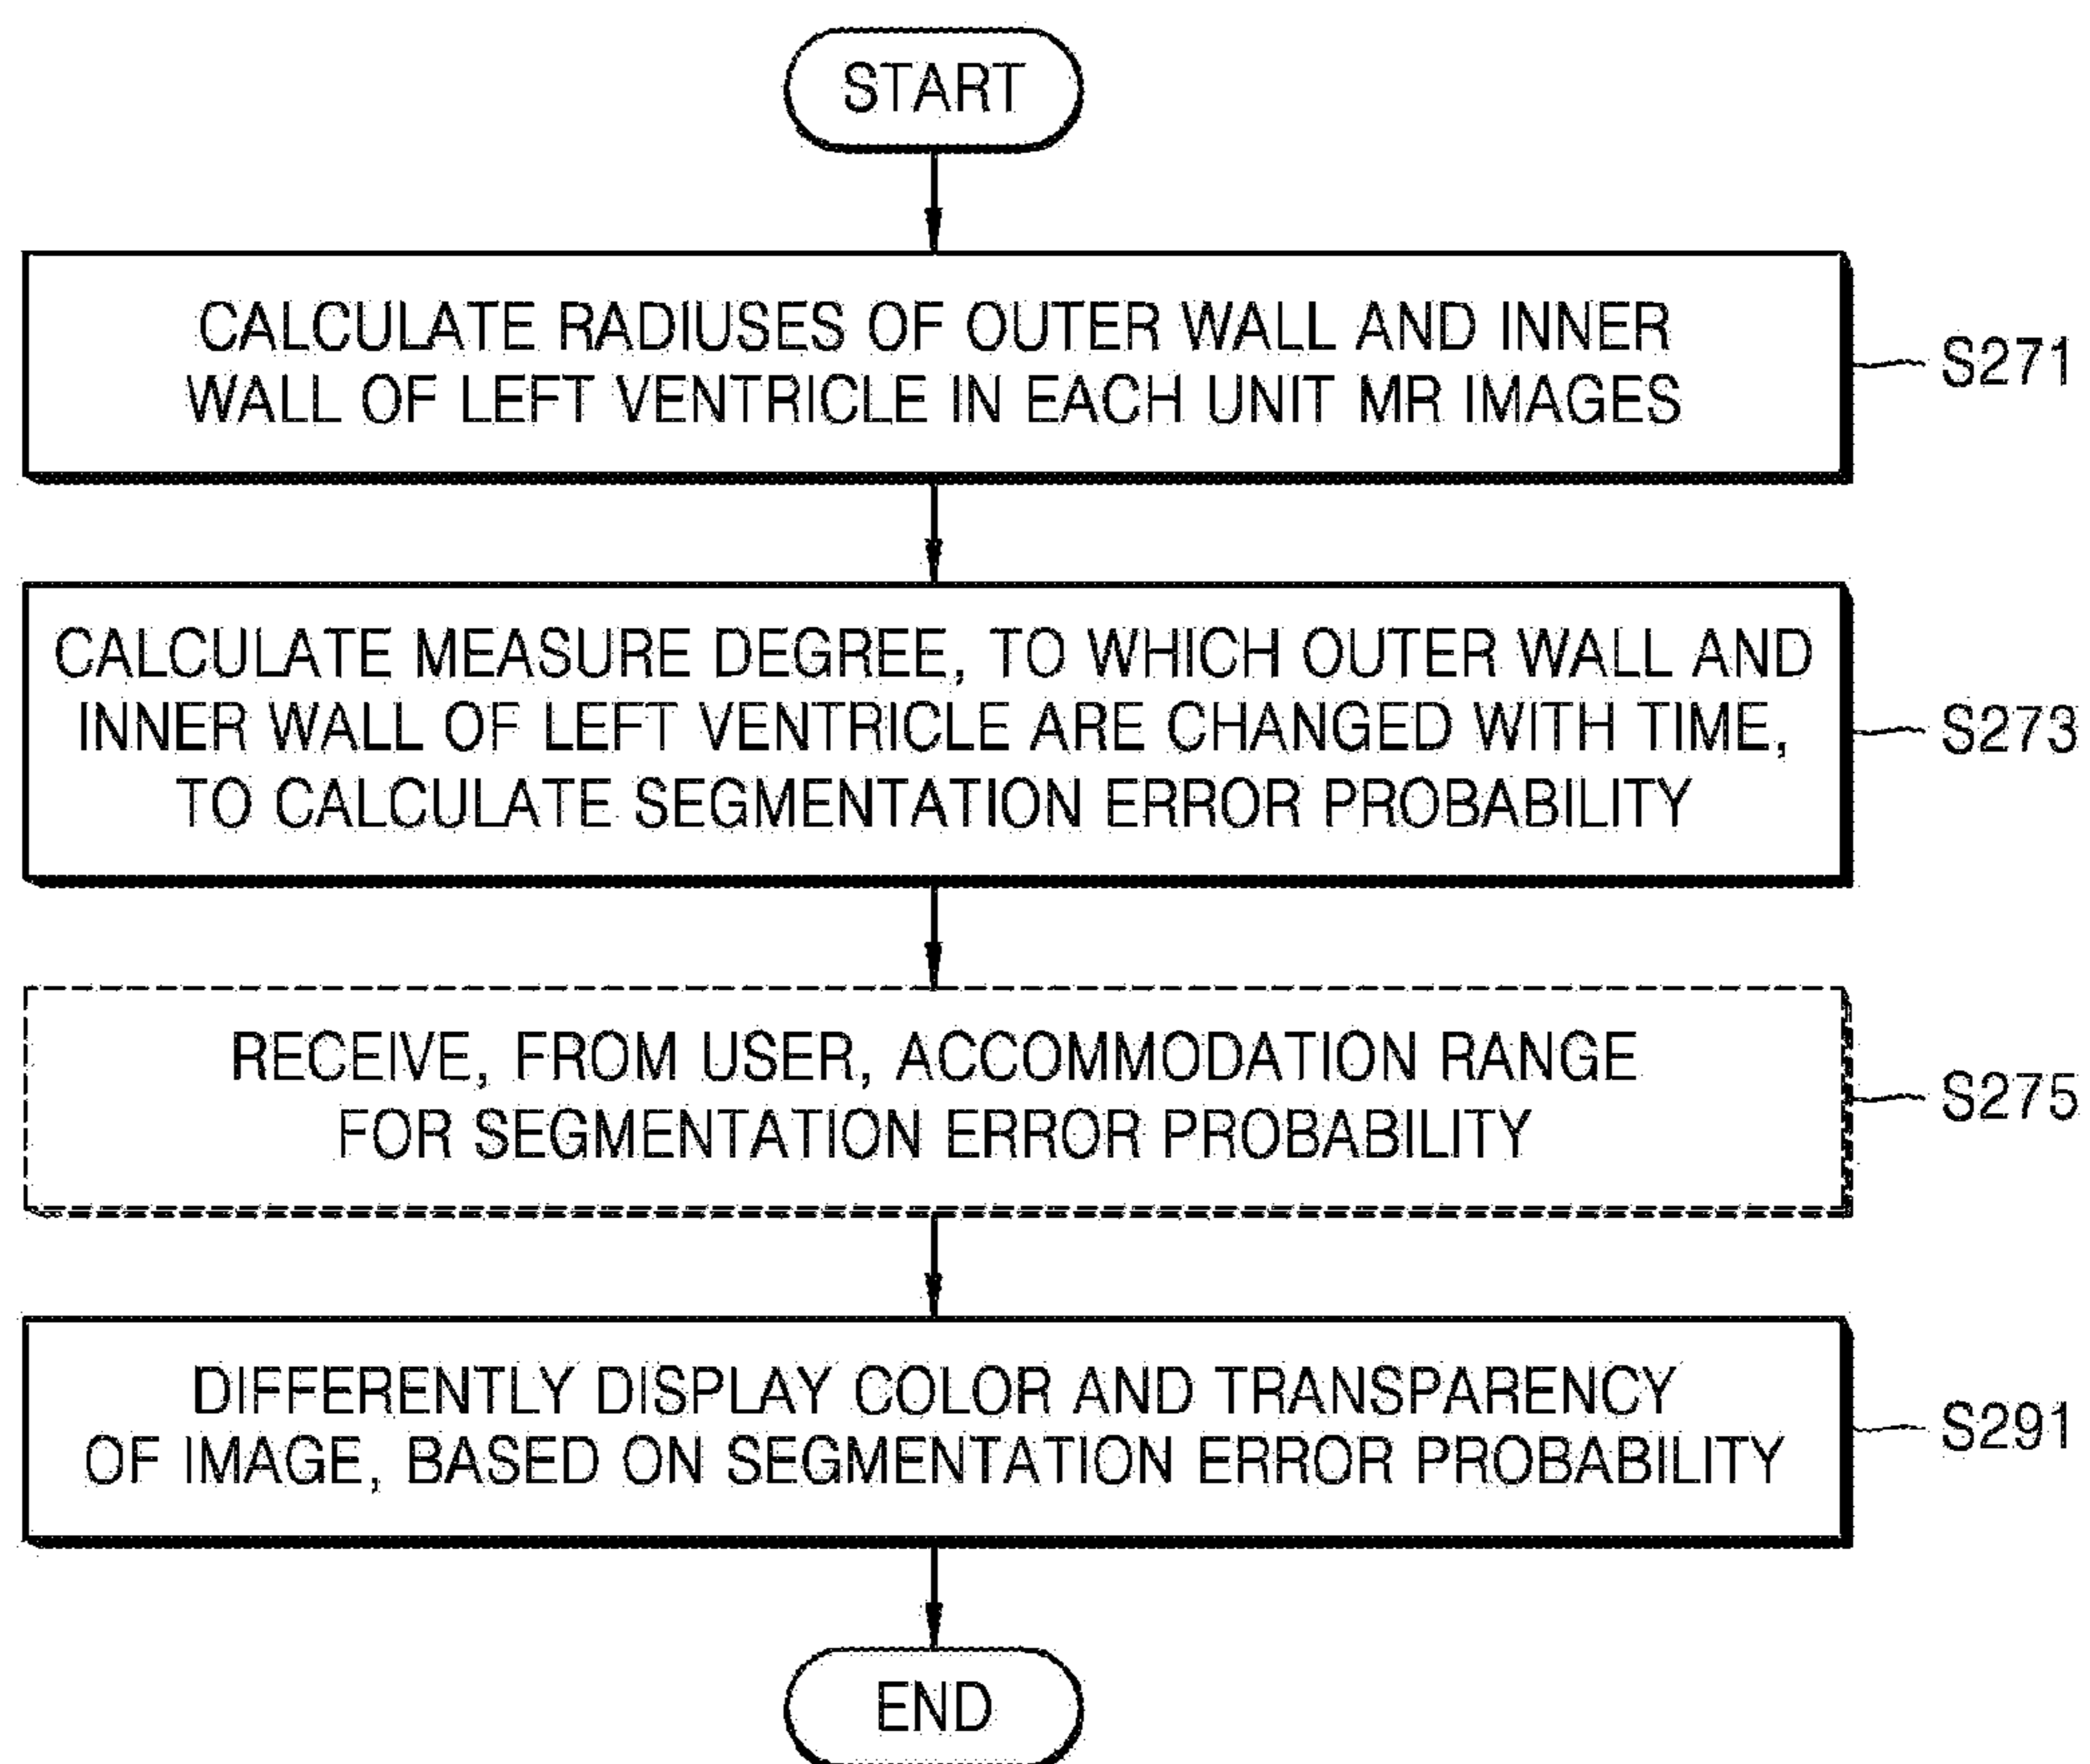 START
CALCULATE RADIUSES OF OUTER WALL AND INNER
WALL OF LEFT VENTRICLE IN EACH UNIT MR IMAGES
S271
CALCULATE MEASURE DEGREE, TO WHICH OUTER WALL AND
INNER WALL OF LEFT VENTRICLE ARE CHANGED WITH TIME,
TO CALCULATE SEGMENTATION ERROR PROBABILITY
S273
RECEIVE, FROM USER, ACCOMMODATION RANGE
FOR SEGMENTATION ERROR PROBABILITY
S275
DIFFERENTLY DISPLAY COLOR AND TRANSPARENCY
OF IMAGE, BASED ON SEGMENTATION ERROR PROBABILITY
S291
END